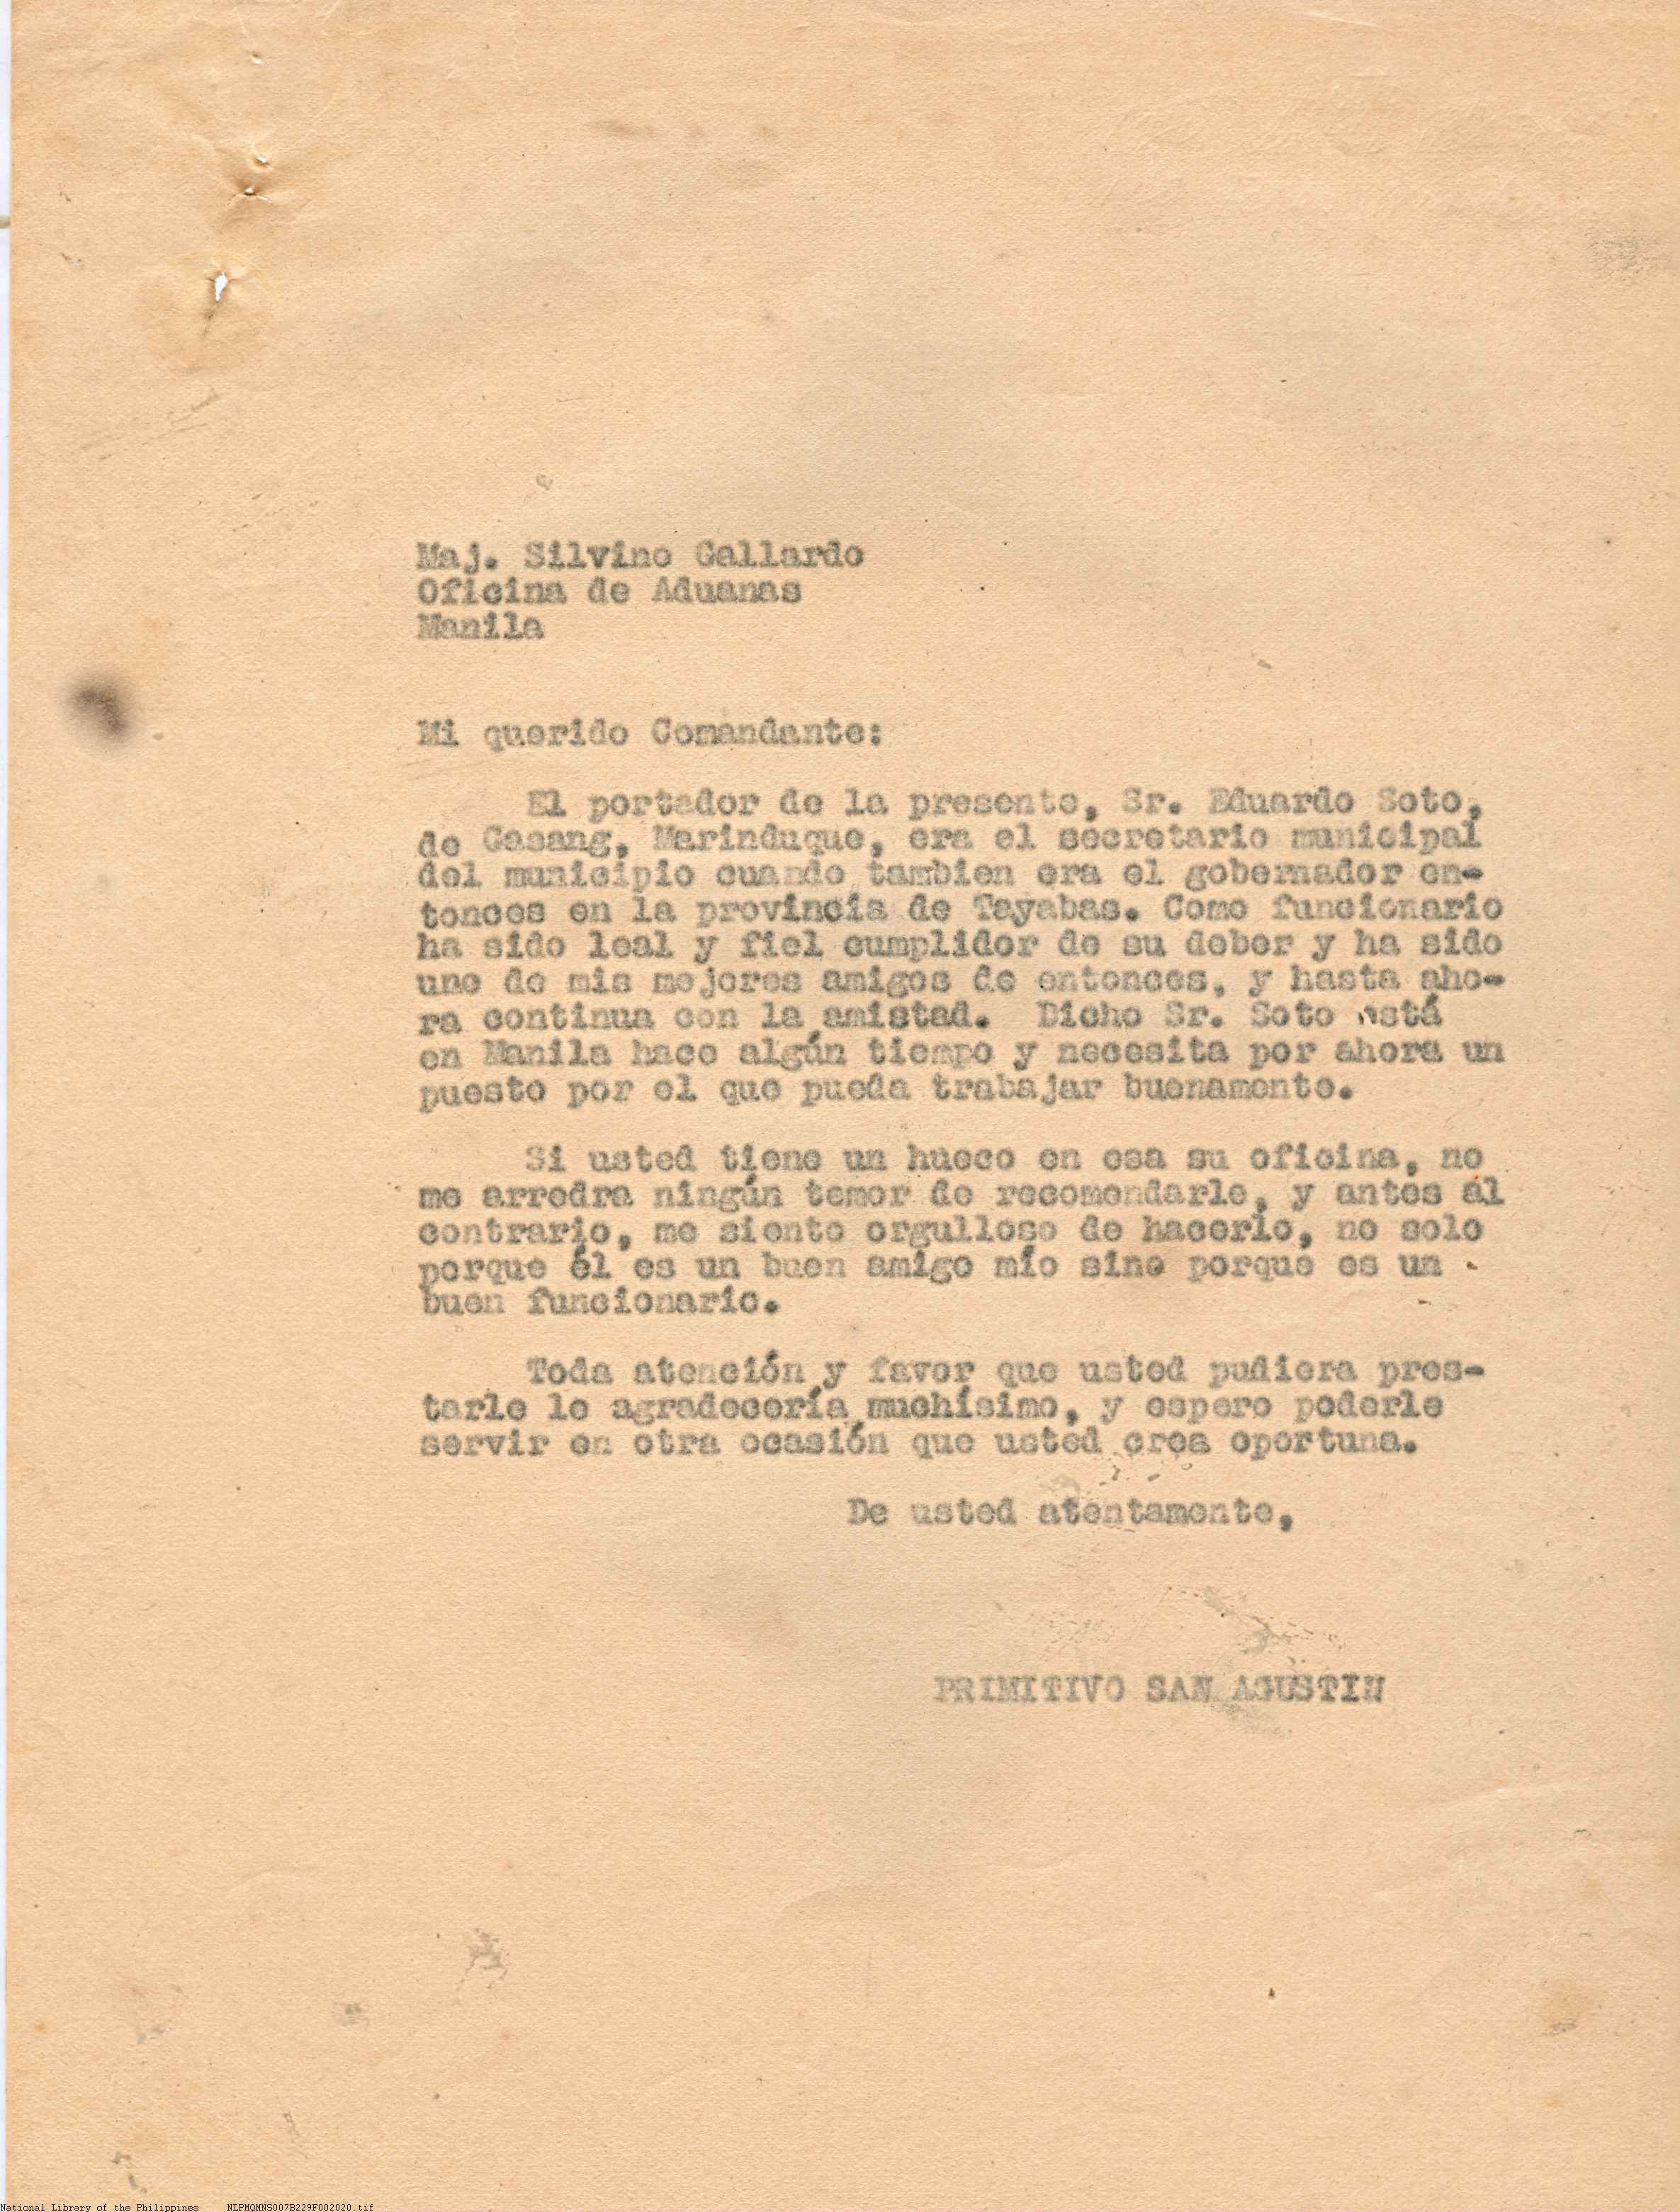 Maj. Silvino Gallardo
Oficina de Aduanas
Manila
Mi querido Comandante:
El portador de la presente, Sr. Eduardo Soto,
de Gasang, Marinduque, era el secretario municipal
del municipio cuando tambien era el gobernador en-
tonces en la provincia de Tayabas. Como funcionario
ha sido leal y fiel cumplidor de su deber y ha sido
uno de mis mejores amigos de entonces, y hasta aho-
ra continua con la amistad. Dicho Sr. Soto está
en Manila hace algún tiempo y necesita por ahora un
puesto por el que pueda trabajar buenamente.
Si usted tiene un hueco en esa su oficina, no
me arredra ningún temor de recomendarle, y antes al
contrario, me siento orgulloso de hacerlo, no solo
porque él es un buen amigo mío sino porque es un
buen funcionario.
Toda atención y favor que usted pudiera pres-
tarle le agradecería muchísimo, y espero poderle
servir en otra ocasión que usted crea oportuna.
De usted atentamente,
PRIMITIVO SAN AGUSTIN
National Library of the Philippines NLPMQMNS007B229F002020.tif